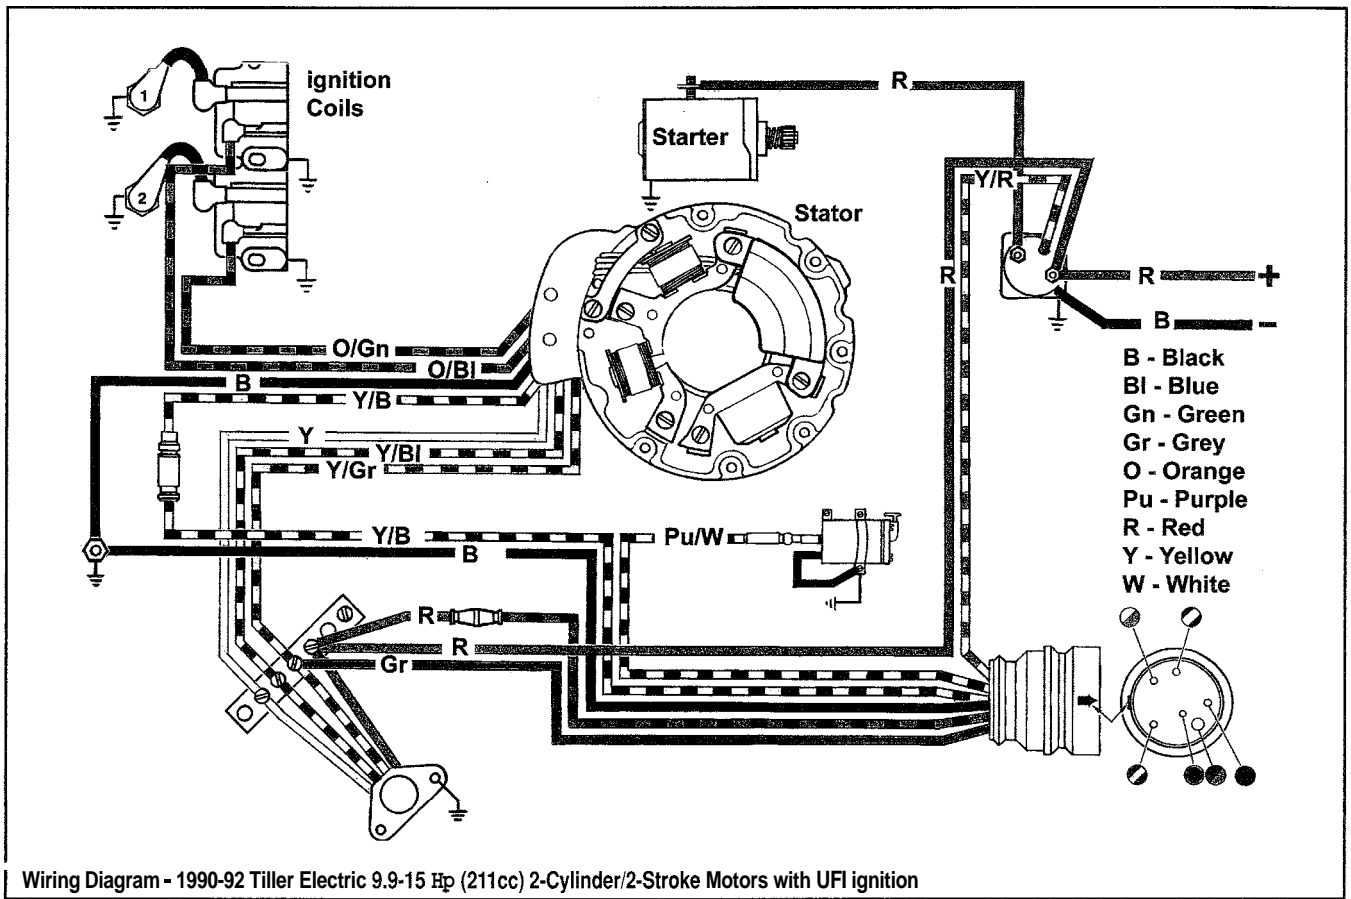 1
2
ignition
Coils
R
Starter
Y/R
Stator
R
R
+
B
-
O/Gn
O/Bl
B
Y/B
Y
Y/Bl
Y/Gr
B - Black
Bl - Blue
Gn - Green
Gr - Grey
O - Orange
Pu - Purple
R - Red
Y - Yellow
W - White
Y/B
Pu/W
B
R
R
Gr
Wiring Diagram - 1990-92 Tiller Electric 9.9-15 Hp (211cc) 2-Cylinder/2-Stroke Motors with UFI ignition